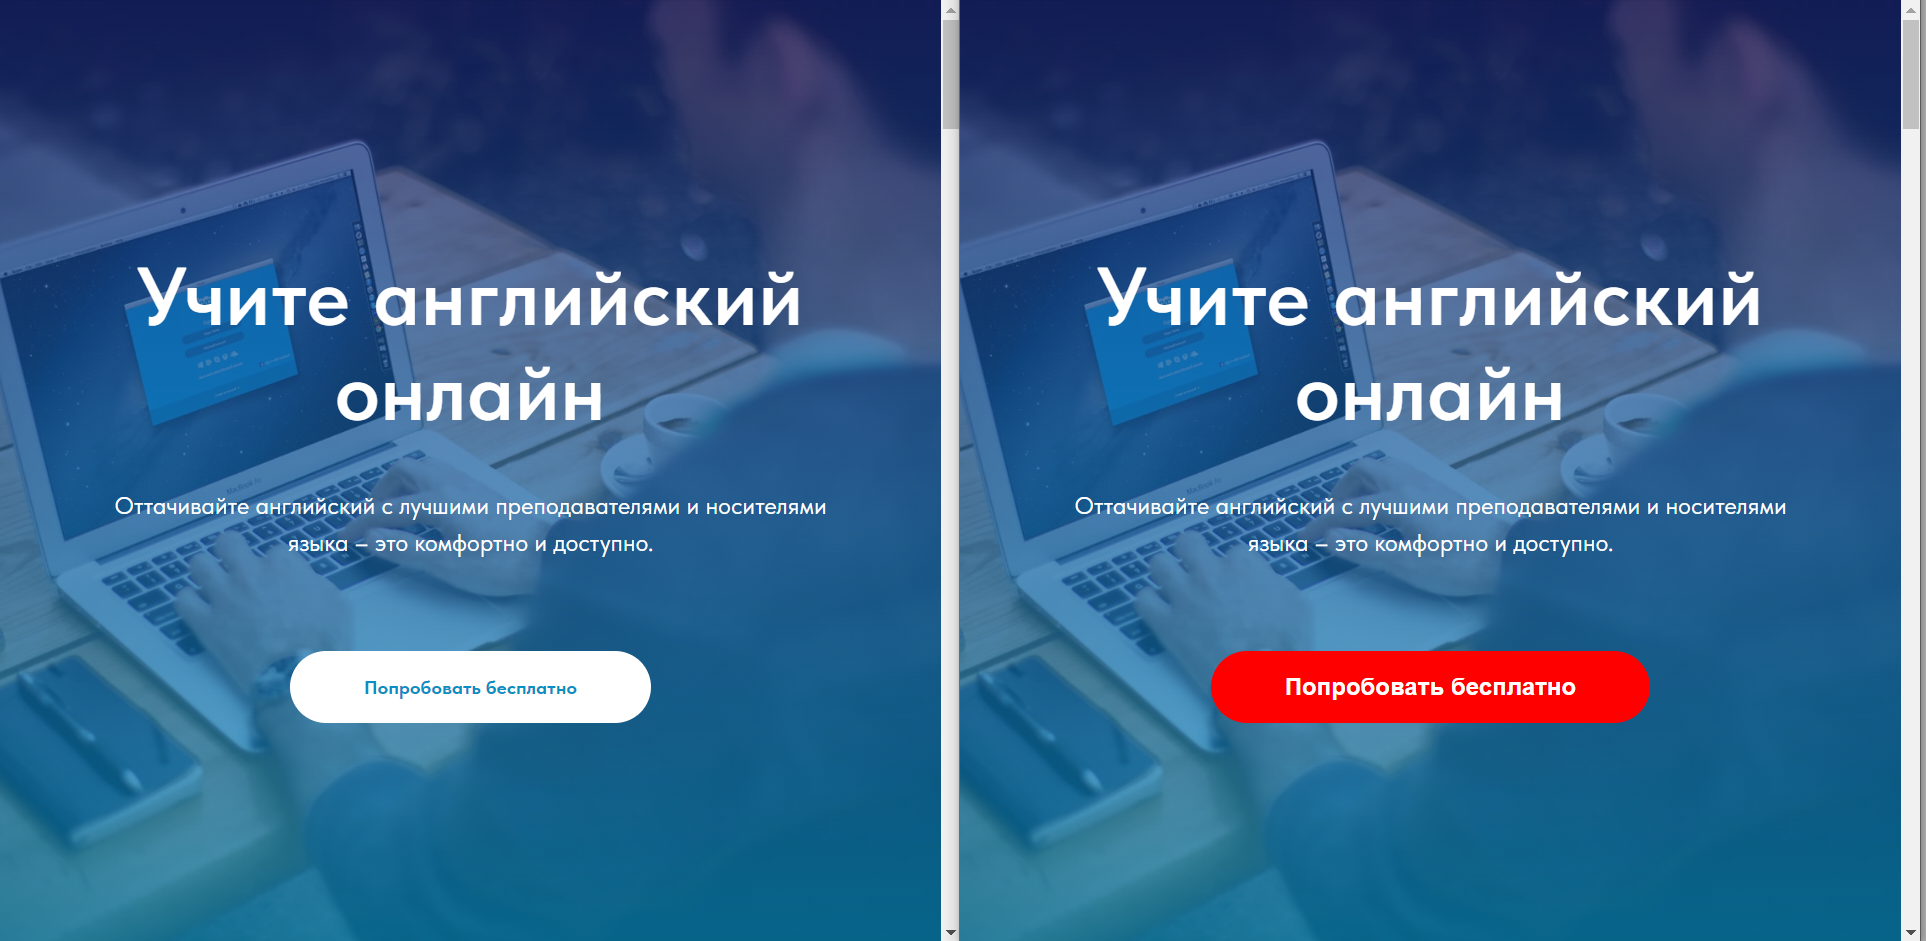 Учите английский
онлайн
Оттачивайте английский с лучшими преподавателями и носителями
языка – это комфортно и доступно.
Попробовать бесплатно
Учите английский
онлайн
Оттачивайте английский с лучшими преподавателями и носителями
языка – это комфортно и доступно.
Попробовать бесплатно